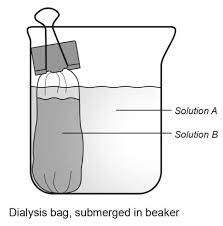 Solution A
Solution B
Dialysis bag, submerged in beaker